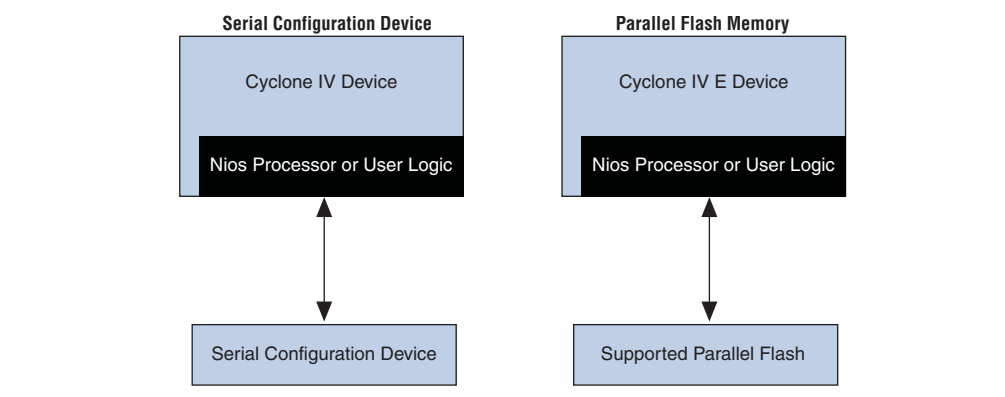 Serial Configuration Device
Cyclone IV Device
Nios Processor or User Logic
Serial Configuration Device
Parallel Flash Memory
Cyclone IV E Device
Nios Processor or User Logic
Supported Parallel Flash